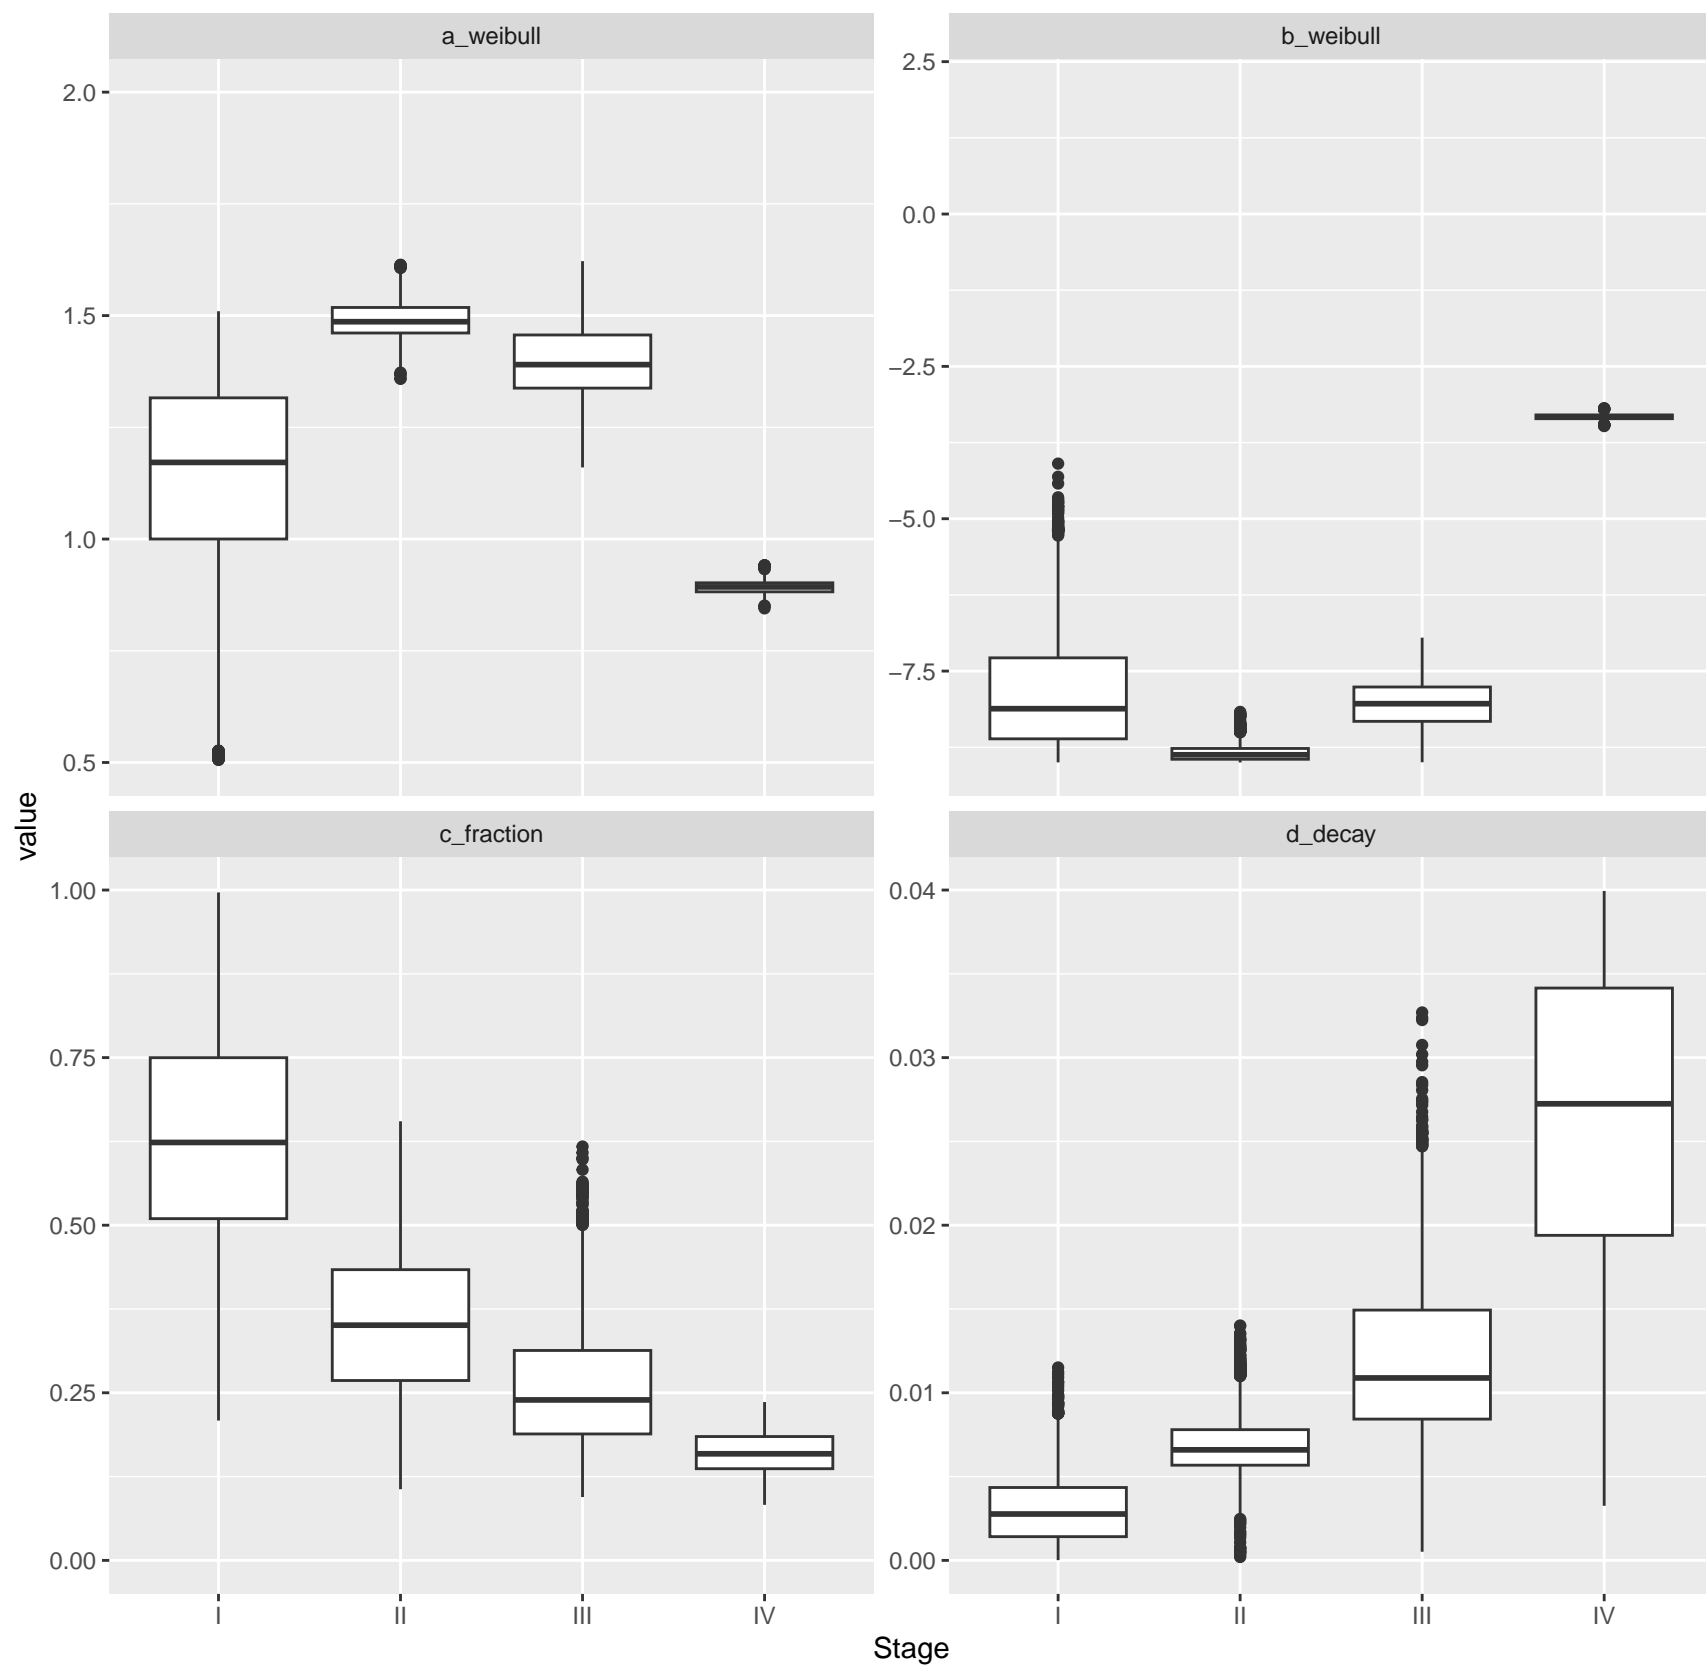 a_weibull
b_weibull
2.0
1.5
1.0
0.5
2.5
0.0
−2.5
−5.0
−7.5
value
c_fraction
d_decay
1.00
0.75
0.50
0.25
0.00
0.04
0.03
0.02
0.01
0.00
I II III IV
I II III IV
Stage